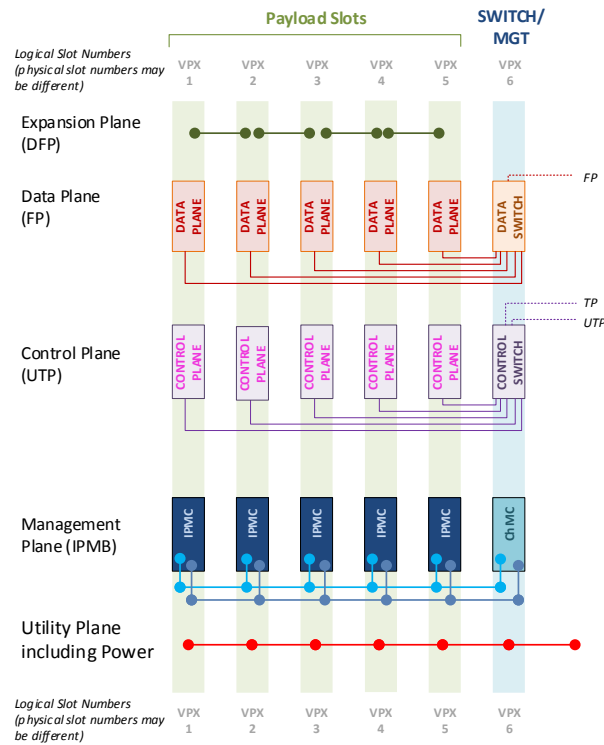 Payload Slots
SWITCH/
MGT
Logical Slot Numbers
(physical slot numbers may
be different)
VPX
1
VPX
2
VPX
3
VPX
4
VPX
5
VPX
6
Expansion Plane
(DFP)
Data Plane
(FP)
DATA
PLANE
DATA
PLANE
DATA
PLANE
DATA
PLANE
DATA
PLANE
DATA
SWITCH
FP
Control Plane
(UTP)
CONTROL
PLANE
CONTROL
PLANE
CONTROL
PLANE
CONTROL
PLANE
CONTROL
PLANE
CONTROL
SWITCH
TP
UTP
Management
Plane (IPMB)
IPMC
IPMC
IPMC
IPMC
IPMC
Ch MC
Utility Plane
including Power
Logical Slot Numbers
(physical slot numbers may
be different)
VPX
1
VPX
2
VPX
3
VPX
4
VPX
5
VPX
6